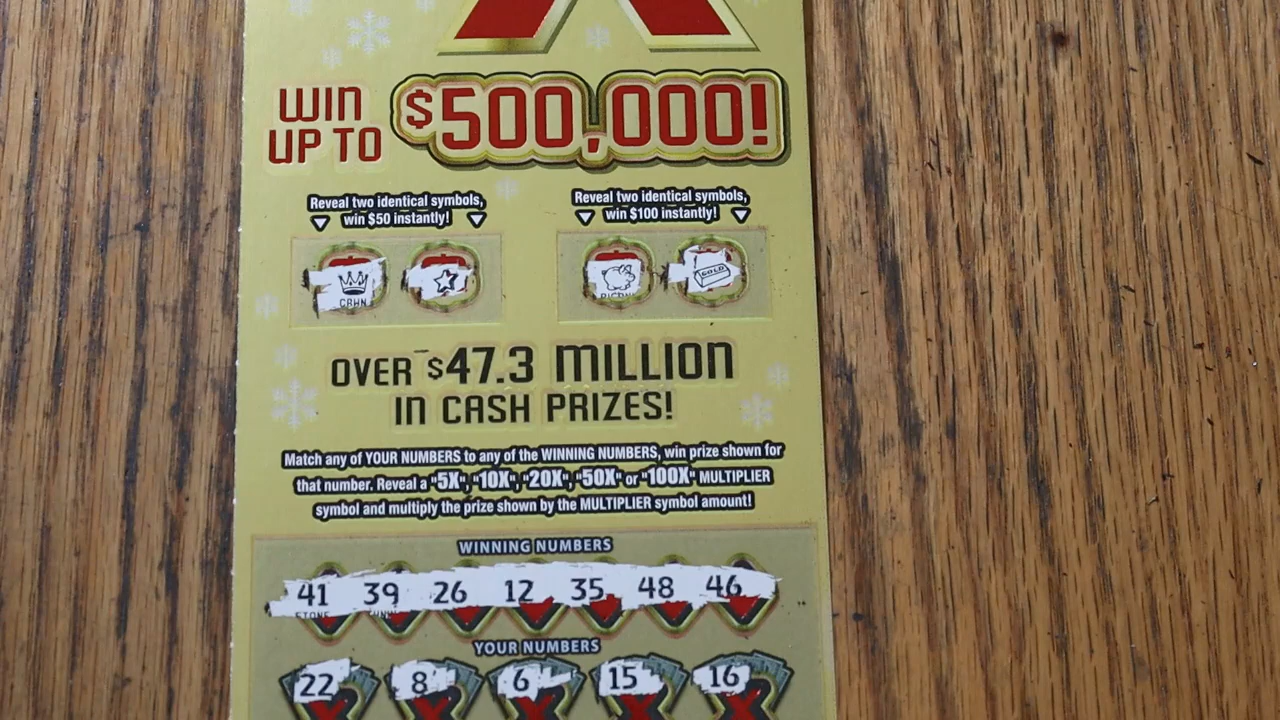 X
WIN
UP TO
$500,000!
Reveal two identical symbols,
win $50 instantly!
Reveal two identical symbols,
win $100 instantly!
CRWN
GOLD
OVER $47.3 MILLION
IN CASH PRIZES!
Match any of YOUR NUMBERS to any of the WINNING NUMBERS, win prize shown for
that number. Reveal a "5X", "10X", "20X", "50X" or "100X" MULTIPLIER
symbol and multiply the prize shown by the MULTIPLIER symbol amount!
WINNING NUMBERS
41 39 26 12 35 48 46
YOUR NUMBERS
22 8 6 15 16